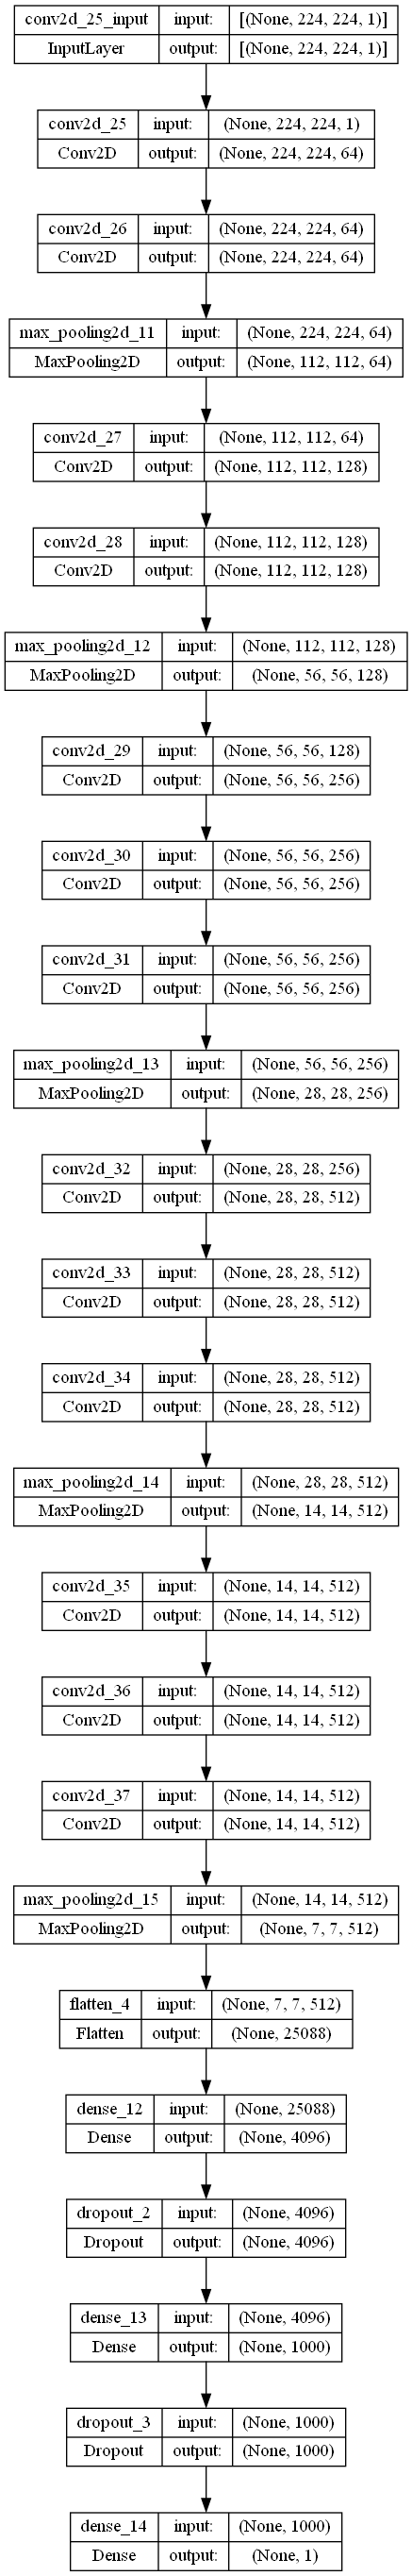 conv2d_25_input input: [(None, 224, 224, 1)]
InputLayer output: [(None, 224, 224, 1)]
conv2d_25 input: (None, 224, 224, 1)
Conv2D output: (None, 224, 224, 64)
conv2d_26 input: (None, 224, 224, 64)
Conv2D output: (None, 224, 224, 64)
max_pooling2d_11 input: (None, 224, 224, 64)
MaxPooling2D output: (None, 112, 112, 64)
conv2d_27 input: (None, 112, 112, 64)
Conv2D output: (None, 112, 112, 128)
conv2d_28 input: (None, 112, 112, 128)
Conv2D output: (None, 112, 112, 128)
max_pooling2d_12 input: (None, 112, 112, 128)
MaxPooling2D output: (None, 56, 56, 128)
conv2d_29 input: (None, 56, 56, 128)
Conv2D output: (None, 56, 56, 256)
conv2d_30 input: (None, 56, 56, 256)
Conv2D output: (None, 56, 56, 256)
conv2d_31 input: (None, 56, 56, 256)
Conv2D output: (None, 56, 56, 256)
max_pooling2d_13 input: (None, 56, 56, 256)
MaxPooling2D output: (None, 28, 28, 256)
conv2d_32 input: (None, 28, 28, 256)
Conv2D output: (None, 28, 28, 512)
conv2d_33 input: (None, 28, 28, 512)
Conv2D output: (None, 28, 28, 512)
conv2d_34 input: (None, 28, 28, 512)
Conv2D output: (None, 28, 28, 512)
max_pooling2d_14 input: (None, 28, 28, 512)
MaxPooling2D output: (None, 14, 14, 512)
conv2d_35 input: (None, 14, 14, 512)
Conv2D output: (None, 14, 14, 512)
conv2d_36 input: (None, 14, 14, 512)
Conv2D output: (None, 14, 14, 512)
conv2d_37 input: (None, 14, 14, 512)
Conv2D output: (None, 14, 14, 512)
max_pooling2d_15 input: (None, 14, 14, 512)
MaxPooling2D output: (None, 7, 7, 512)
flatten_4 input: (None, 7, 7, 512)
Flatten output: (None, 25088)
dense_12 input: (None, 25088)
Dense output: (None, 4096)
dropout_2 input: (None, 4096)
Dropout output: (None, 4096)
dense_13 input: (None, 4096)
Dense output: (None, 1000)
dropout_3 input: (None, 1000)
Dropout output: (None, 1000)
dense_14 input: (None, 1000)
Dense output: (None, 1)